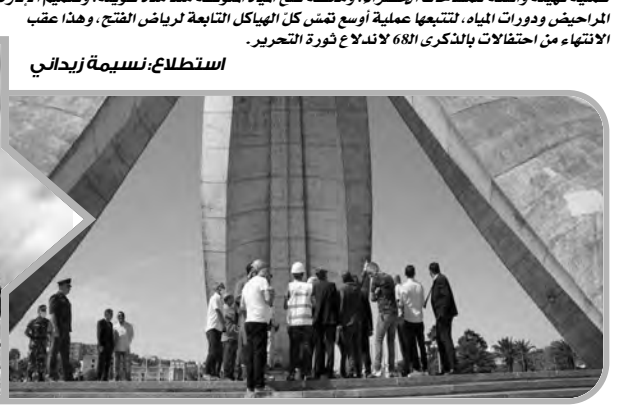 المراحيض ودورات المياه، لتتبعها عملية أوسع تمسّ كلّ الهياكل التابعة لرياض الفتح، وهذا عقب
الانتهاء من احتفالات بالذكرى الـ68 لاندلاع ثورة التحرير.
استطلاع: نسيمة زيداني